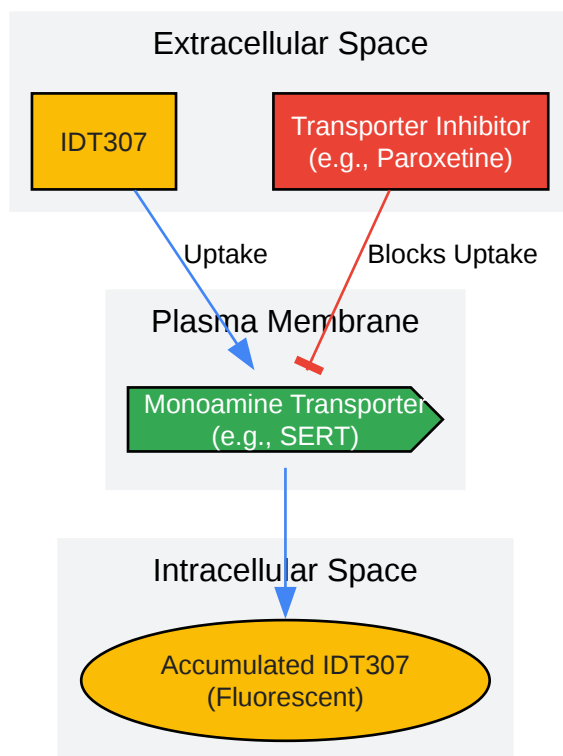 Extracellular Space
IDT307
Transporter Inhibitor
(e.g., Paroxetine)
Uptake
Blocks Uptake
Plasma Membrane
Monoamine Transporter
(e.g., SERT)
Intracellular Space
Accumulated IDT307
(Fluorescent)